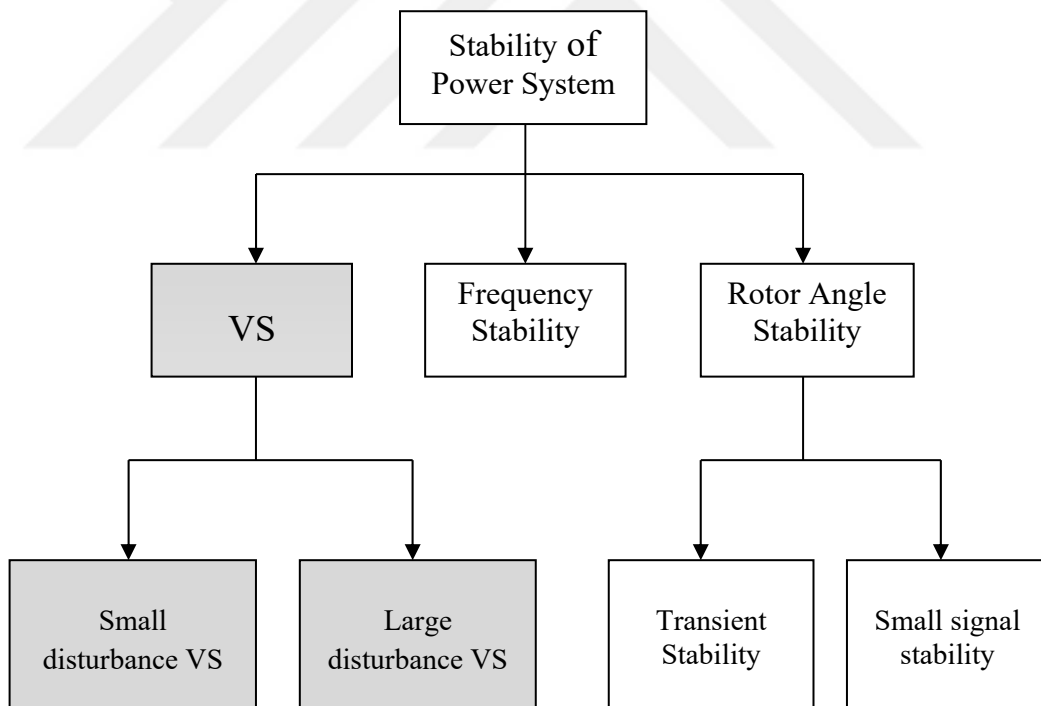 Stability of
Power System
VS
Frequency
Stability
Rotor Angle
Stability
Small
disturbance VS
Large
disturbance VS
Transient
Stability
Small signal
stability